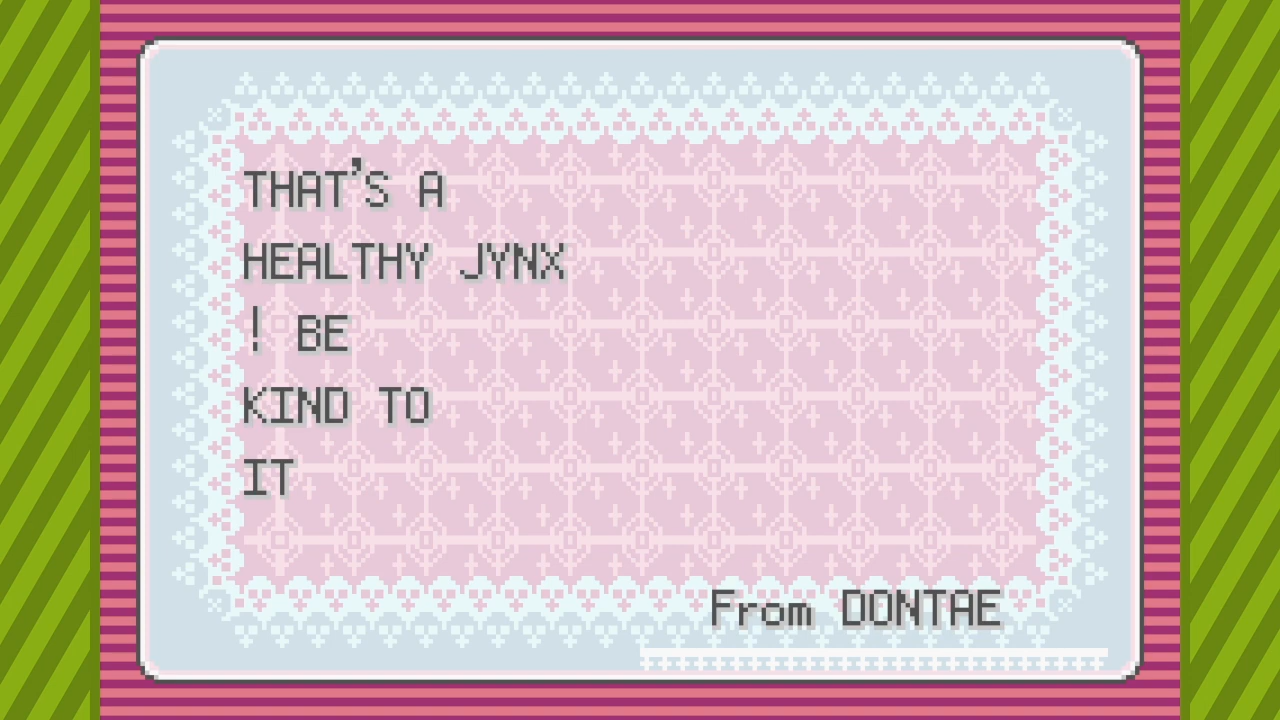 THAT'S A
HEALTHY JYNX
! BE
KIND TO
IT
From DONTAE